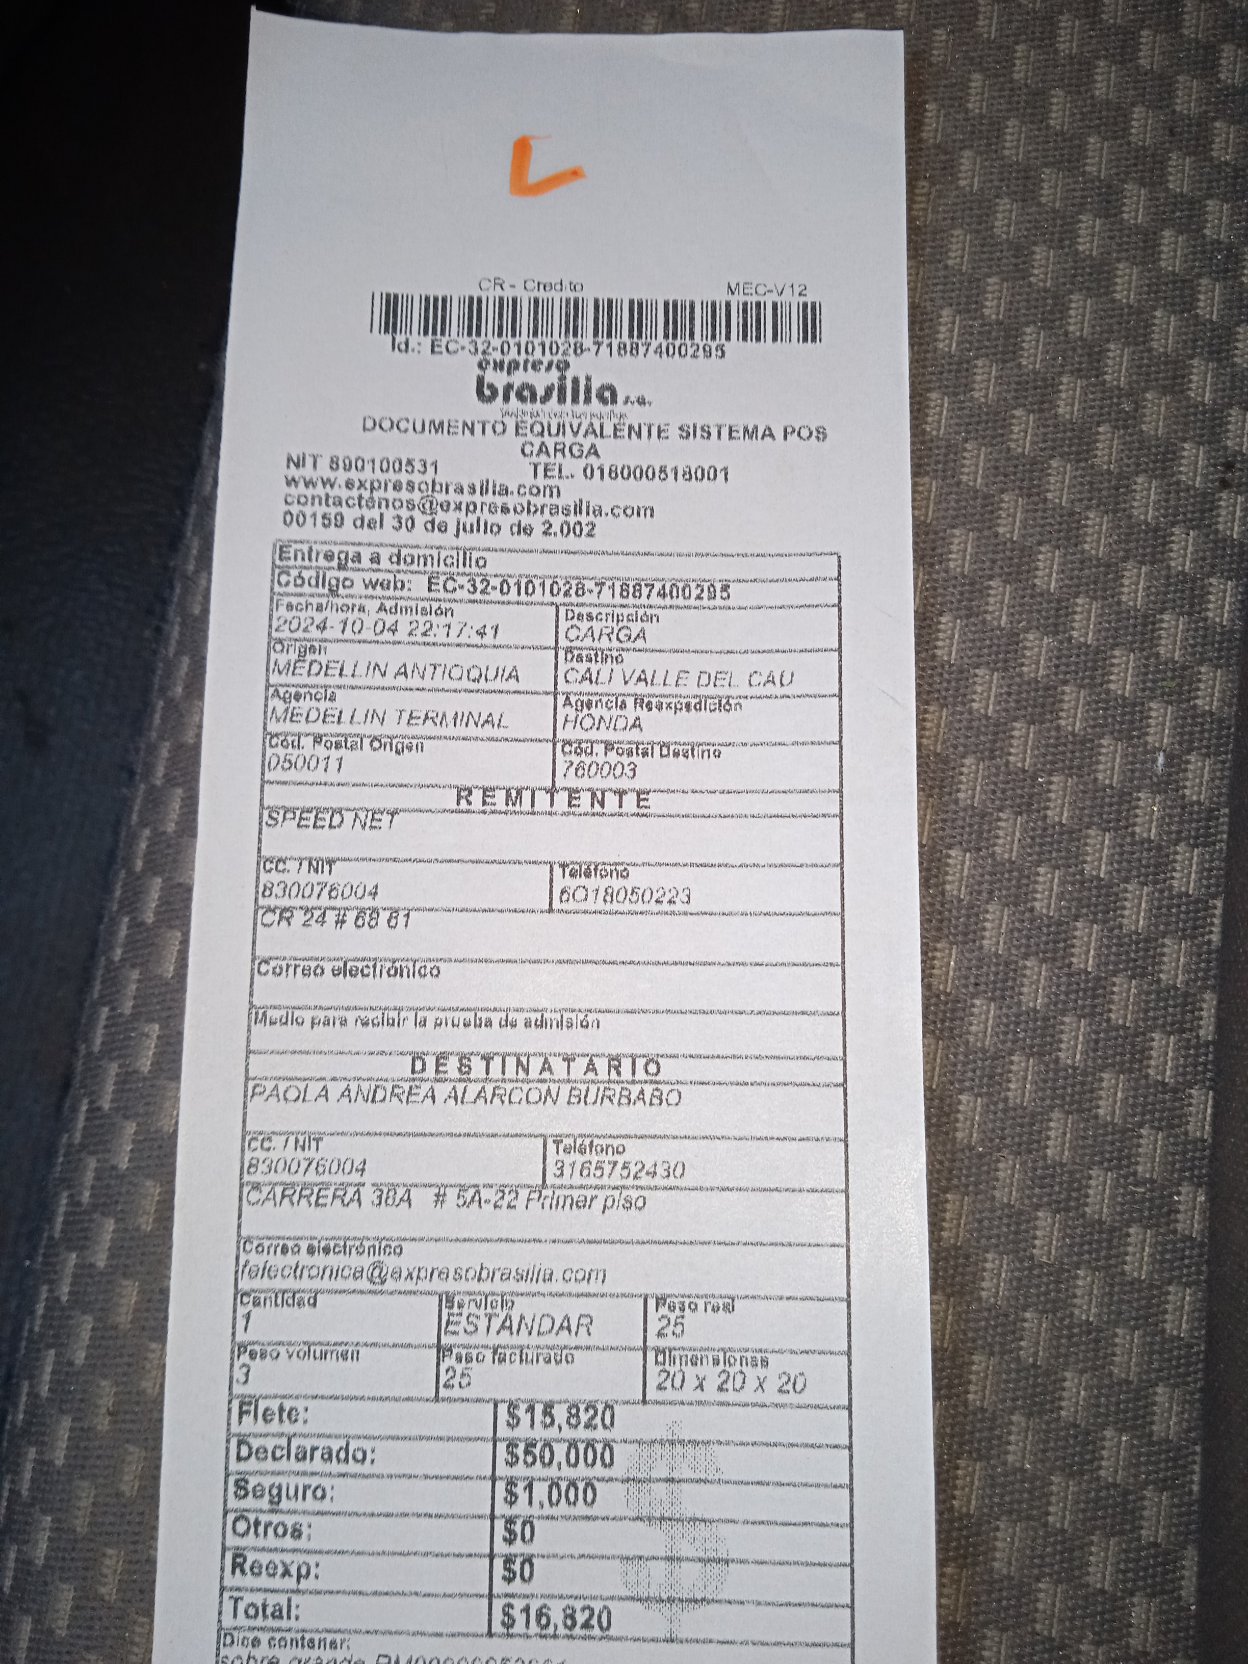 CR - Credito MEC-V12
Id.: EC-32-0101028-71887400295
expreso
brasilia s.a.
DOCUMENTO EQUIVALENTE SISTEMA POS
CARGA
NIT 890100531 TEL. 018000518001
www.expresobrasilia.com
contactenos@expresobrasilia.com
00159 del 30 de julio de 2.002
Entrega a domicilio
Código web: EC-32-0101028-71887400295
Fecha/hora, Admisión Descripción
2024-10-04 22:17:41 CARGA
Origen Destino
MEDELLIN ANTIOQUIA CALI VALLE DEL CAU
Agencia Agencia Reexpedición
MEDELLIN TERMINAL HONDA
Cód. Postal Origen Cód. Postal Destino
050011 760003
REMITENTE
SPEED NET
CC. / NIT Teléfono
830076004 6018050223
CR 24 # 68 61
Correo electrónico
Medio para recibir la prueba de admisión
DESTINATARIO
PAOLA ANDREA ALARCON BURBABO
CC. / NIT Teléfono
830076004 3165752430
CARRERA 38A # 5A-22 Primer piso
Correo electrónico
felectronica@expresobrasilia.com
Cantidad Servicio Peso real
1 ESTANDAR 25
Peso volumen Peso facturado Dimensiones
3 25 20 x 20 x 20
Flete: $15,820
Declarado: $50,000
Seguro: $1,000
Otros: $0
Reexp: $0
Total: $16,820
Dice contener:
sobre grande